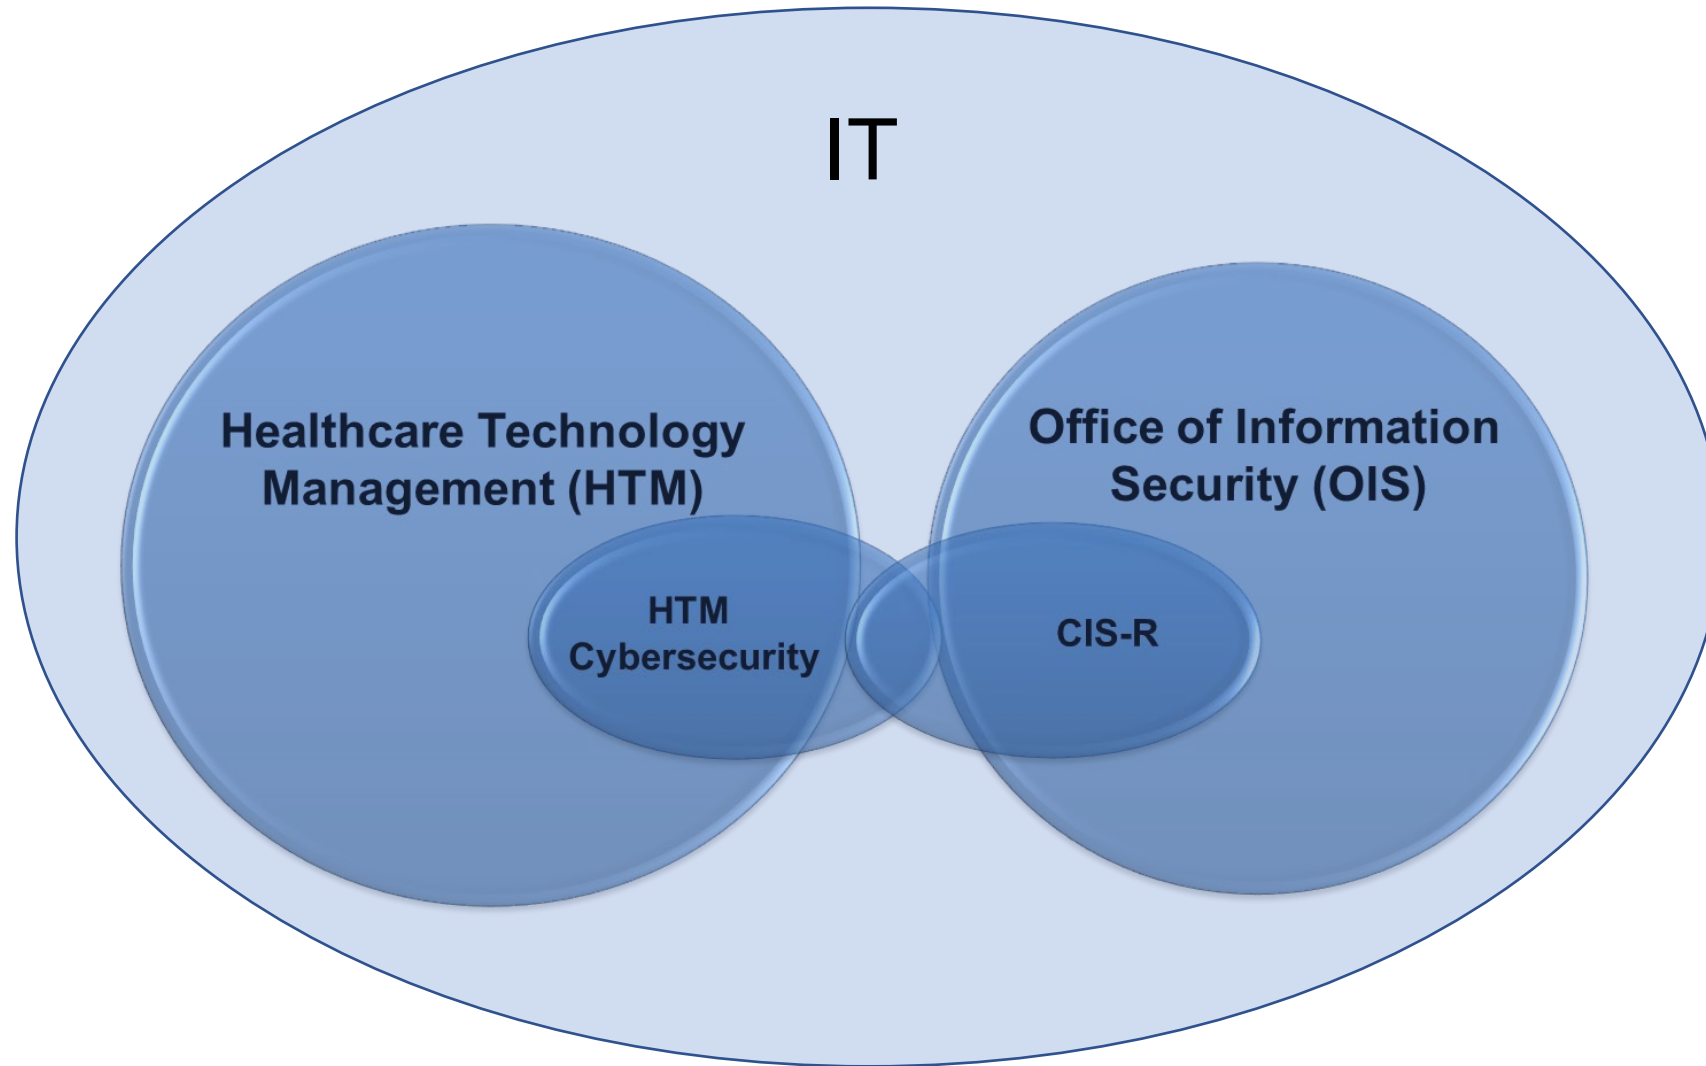 IT
Healthcare Technology
Management (HTM)
Office of Information
Security (OIS)
HTM
Cybersecurity
CIS-R